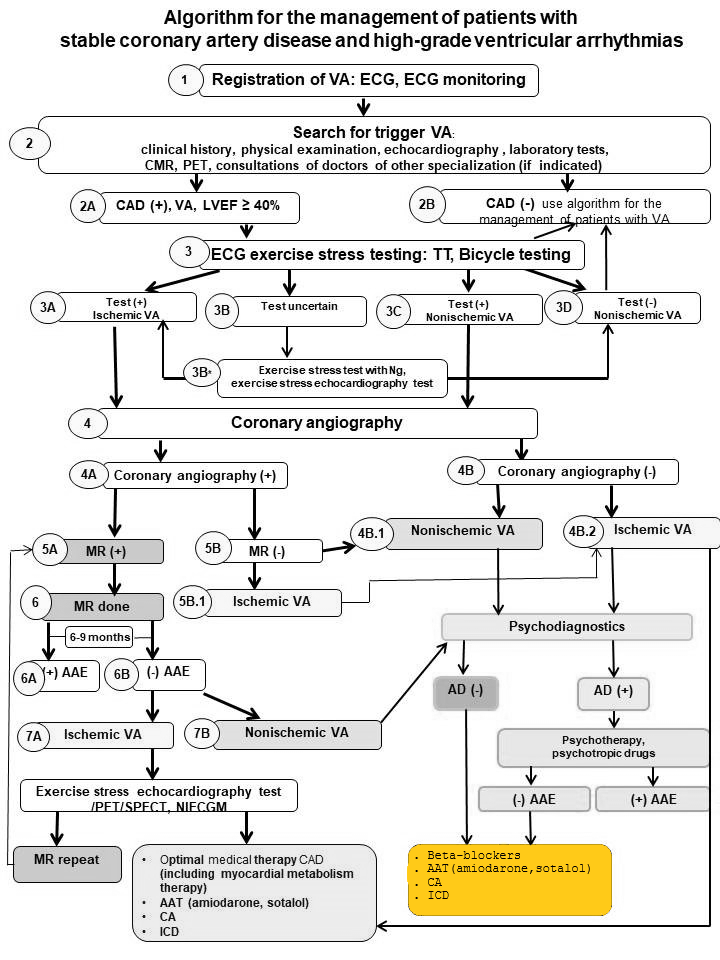 Algorithm for the management of patients with
stable coronary artery disease and high-grade ventricular arrhythmias
1
Registration of VA: ECG, ECG monitoring
2
Search for trigger VA:
clinical history, physical examination, echocardiography , laboratory tests,
CMR, PET, consultations of doctors of other specialization (if indicated)
2A
CAD (+), VA, LVEF ≥ 40%
2B
CAD (-) use algorithm for the
management of patients with VA
3
ECG exercise stress testing: TT, Bicycle testing
3A
Test (+)
Ischemic VA
3B
Test uncertain
3C
Test (+)
Nonischemic VA
3D
Test (-)
Nonischemic VA
3B*
Exercise stress test with Ng,
exercise stress echocardiography test
4
Coronary angiography
4A
Coronary angiography (+)
4B
Coronary angiography (-)
5A
MR (+)
5B
MR (-)
4B.1
Nonischemic VA
4B.2
Ischemic VA
6
MR done
5B.1
Ischemic VA
Psychodiagnostics
6-9 months
6A
(+) AAE
6B
(-) AAE
AD (-)
AD (+)
7A
Ischemic VA
7B
Nonischemic VA
Psychotherapy,
psychotropic drugs
Exercise stress echocardiography test
/PET/SPECT, NIECGM
(-) AAE
(+) AAE
MR repeat
• Optimal medical therapy CAD
(including myocardial metabolism
therapy)
• AAT (amiodarone, sotalol)
• CA
• ICD
. Beta-blockers
. AAT(amiodarone,sotalol)
. CA
. ICD